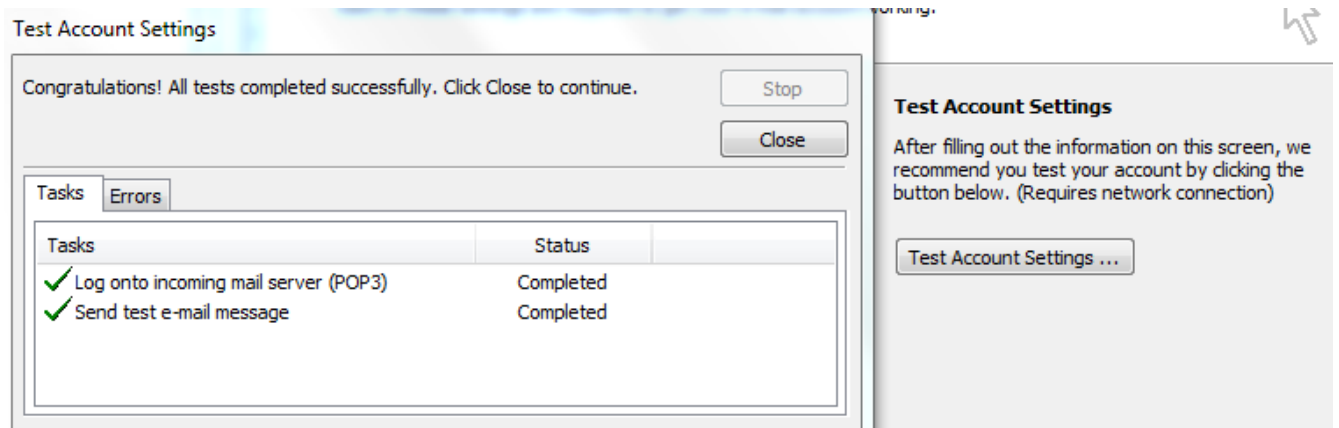 Test Account Settings
Congratulations! All tests completed successfully. Click Close to continue.
Stop
Close
Tasks
Errors
Tasks Status
Log onto incoming mail server (POP3) Completed
Send test e-mail message Completed
Test Account Settings
After filling out the information on this screen, we
recommend you test your account by clicking the
button below. (Requires network connection)
Test Account Settings ...